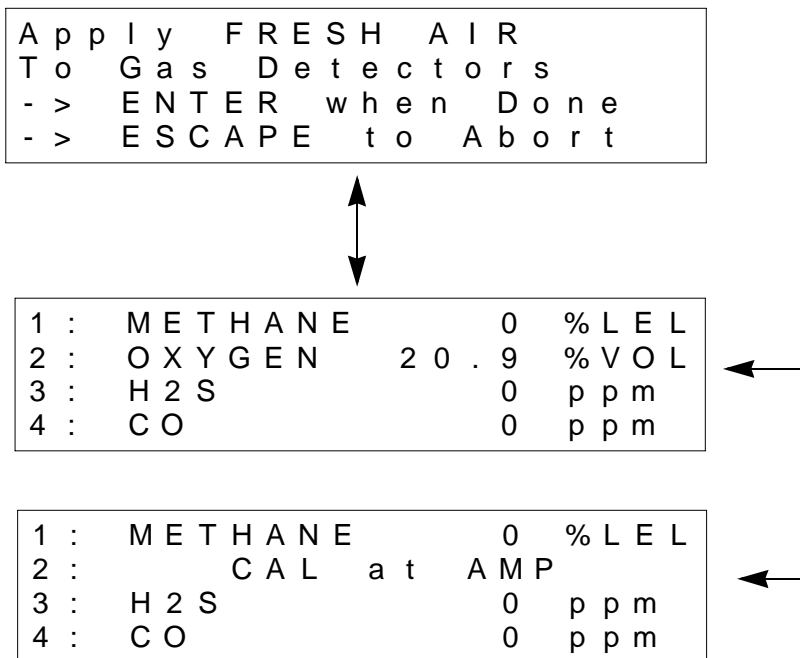 Apply FRESH AIR
To Gas Detectors
-> ENTER when Done
-> ESCAPE to Abort
1: METHANE 0 %LEL
2: OXYGEN 20.9 %VOL
3: H2S 0 ppm
4: CO 0 ppm
1: METHANE 0 %LEL
2: CAL at AMP
3: H2S 0 ppm
4: CO 0 ppm